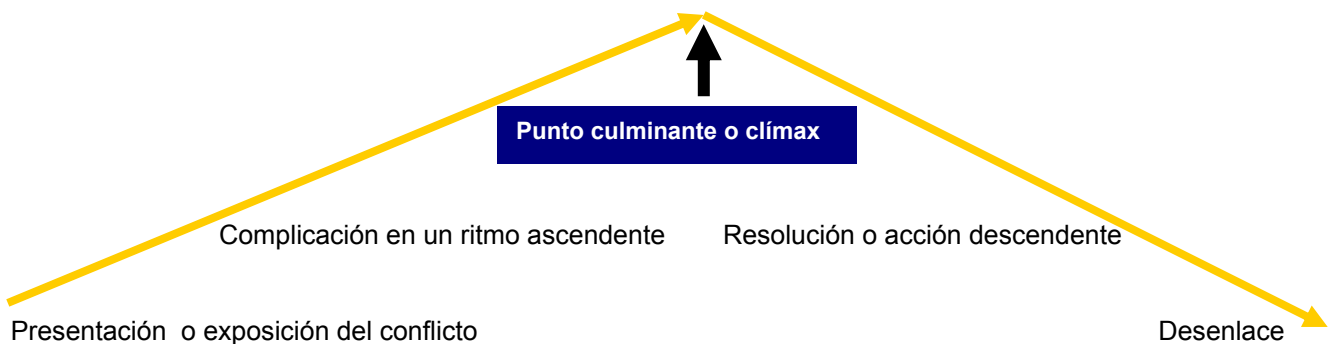 Punto culminante o clímax
Complicación en un ritmo ascendente
Resolución o acción descendente
Presentación o exposición del conflicto
Desenlace